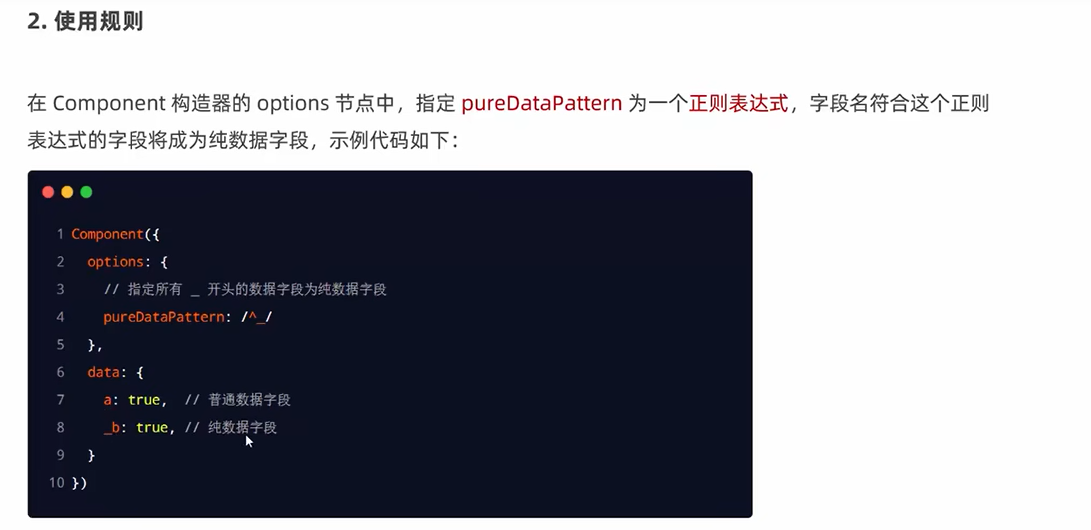 2. 使用规则
在 Component 构造器的 options 节点中，指定 pureDataPattern 为一个正则表达式，字段名符合这个正则
表达式的字段将成为纯数据字段，示例代码如下：
1 Component({
2   options: {
3     // 指定所有 _ 开头的数据字段为纯数据字段
4     pureDataPattern: /^_/
5   },
6   data: {
7     a: true,  // 普通数据字段
8     _b: true, // 纯数据字段
9   }
10 })